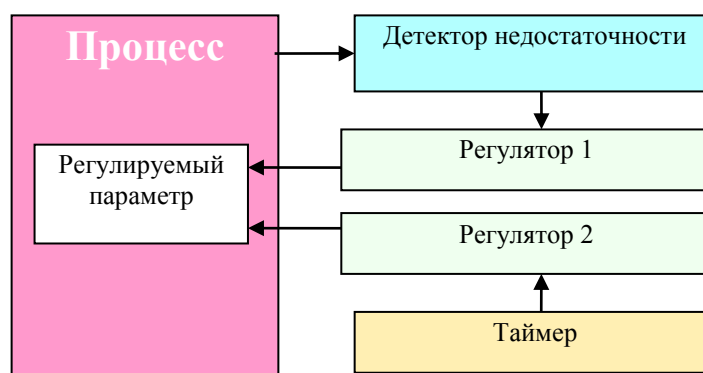 Процесс
Детектор недостаточности
Регулятор 1
Регулируемый
параметр
Регулятор 2
Таймер